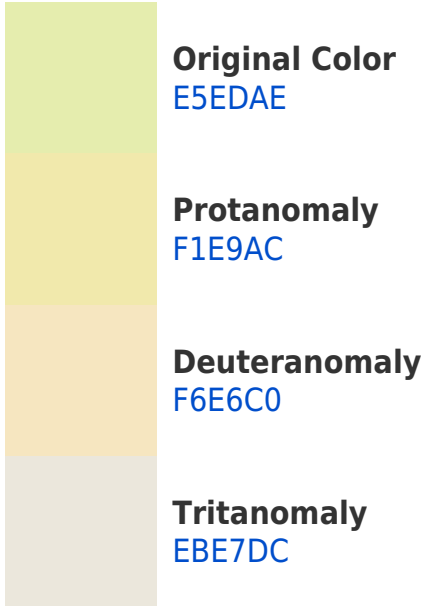 Original Color
E5EDAE
Protanomaly
F1E9AC
Deuteranomaly
F6E6C0
Tritanomaly
EBE7DC